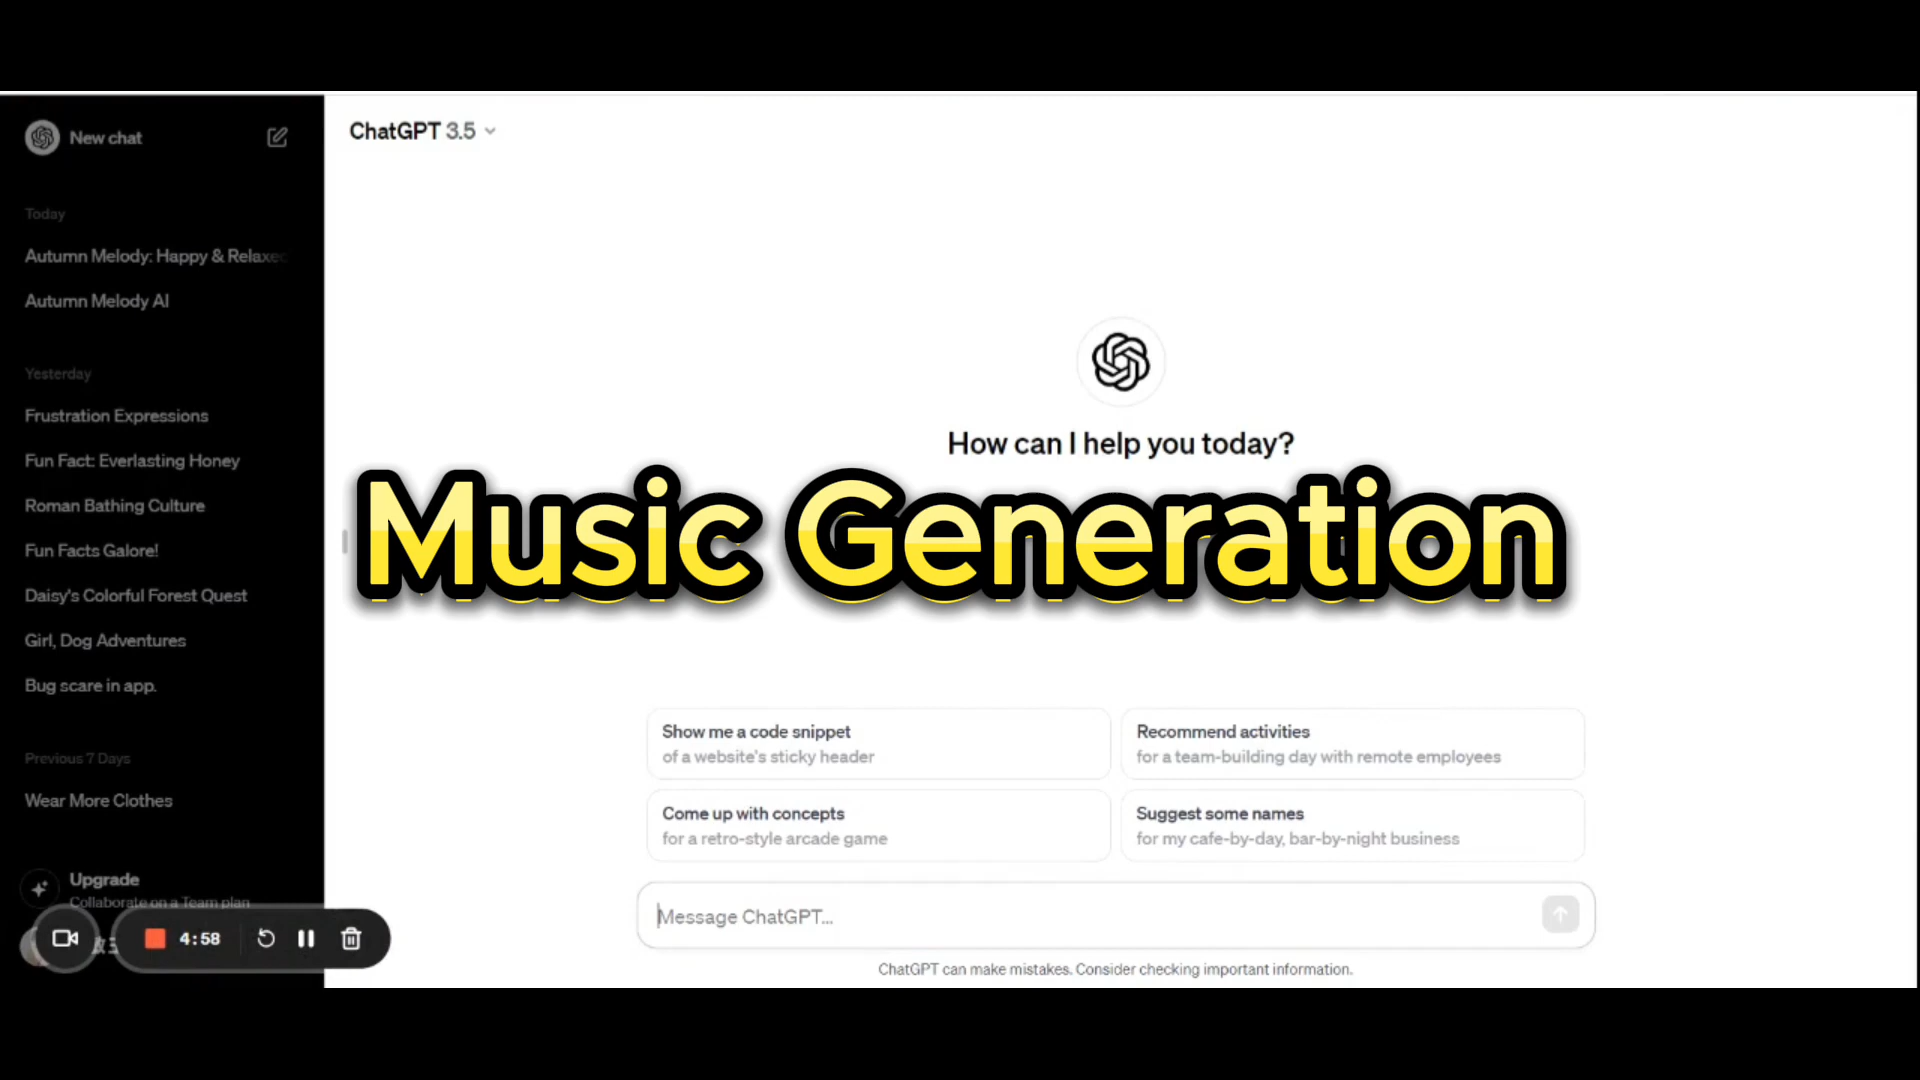 New chat
ChatGPT 3.5
Today
Autumn Melody: Happy & Relaxed
Autumn Melody AI
Yesterday
Frustration Expressions
Fun Fact: Everlasting Honey
Roman Bathing Culture
Fun Facts Galore!
Daisy's Colorful Forest Quest
Girl, Dog Adventures
Bug scare in app.
Previous 7 Days
Wear More Clothes
Upgrade
Collaborate on a Team plan
4:58
How can I help you today?
Music Generation
Show me a code snippet
of a website's sticky header
Recommend activities
for a team-building day with remote employees
Come up with concepts
for a retro-style arcade game
Suggest some names
for my cafe-by-day, bar-by-night business
Message ChatGPT...
ChatGPT can make mistakes. Consider checking important information.